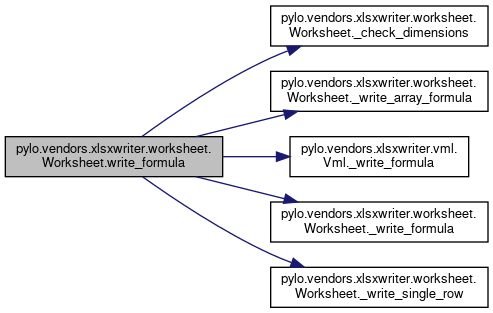 pylo.vendors.xlsxwriter.worksheet.
Worksheet.write_formula
pylo.vendors.xlsxwriter.worksheet.
Worksheet._check_dimensions
pylo.vendors.xlsxwriter.worksheet.
Worksheet._write_array_formula
pylo.vendors.xlsxwriter.vml.
Vml._write_formula
pylo.vendors.xlsxwriter.worksheet.
Worksheet._write_formula
pylo.vendors.xlsxwriter.worksheet.
Worksheet._write_single_row